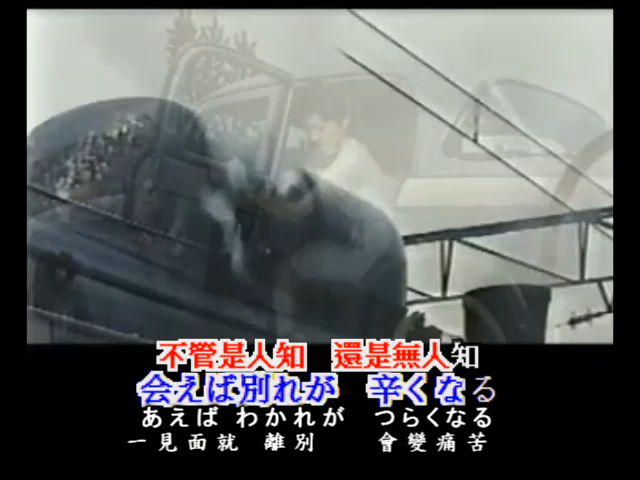 不管是人知　還是無人知
会えば別れが　辛くなる
あえば わかれが　つらくなる
一見面就 離別　會變痛苦